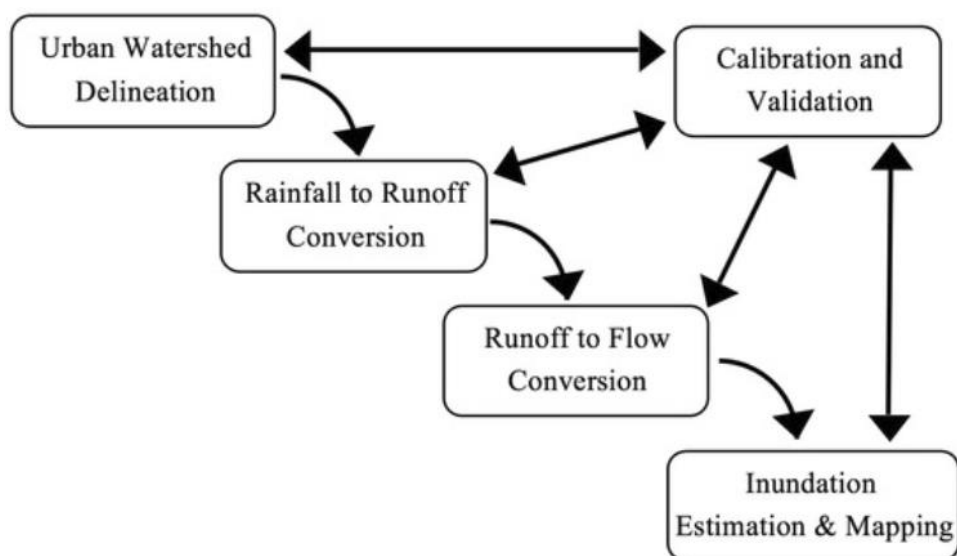 Urban Watershed
Delineation
Calibration and
Validation
Rainfall to Runoff
Conversion
Runoff to Flow
Conversion
Inundation
Estimation & Mapping